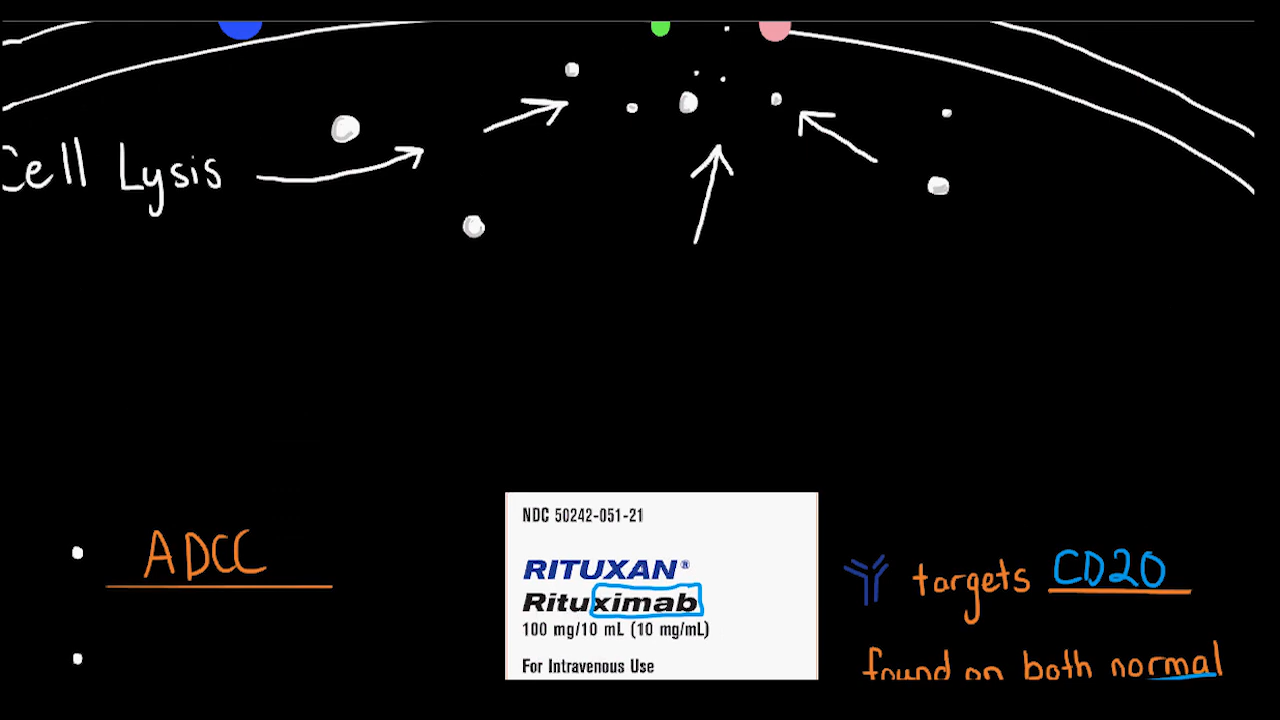 Cell Lysis
ADCC
NDC 50242-051-21
RITUXAN®
Rituximab
100 mg/10 mL (10 mg/mL)
For Intravenous Use
targets CD20
found on both normal